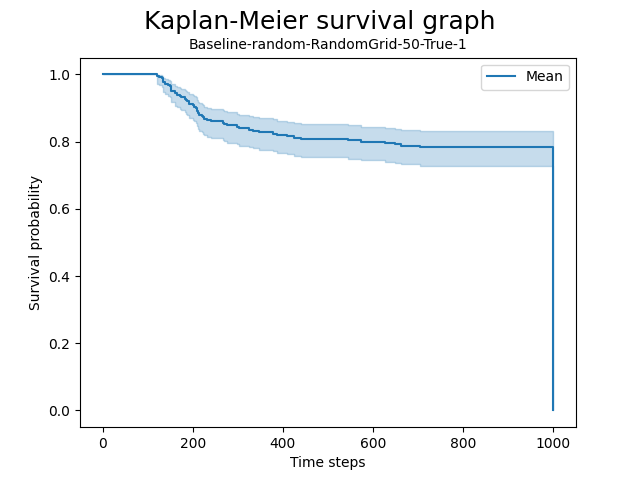 Kaplan-Meier survival graph
Baseline-random-RandomGrid-50-True-1
Mean
Survival probability
1.0
0.8
0.6
0.4
0.2
0.0
0 200 400 600 800 1000
Time steps